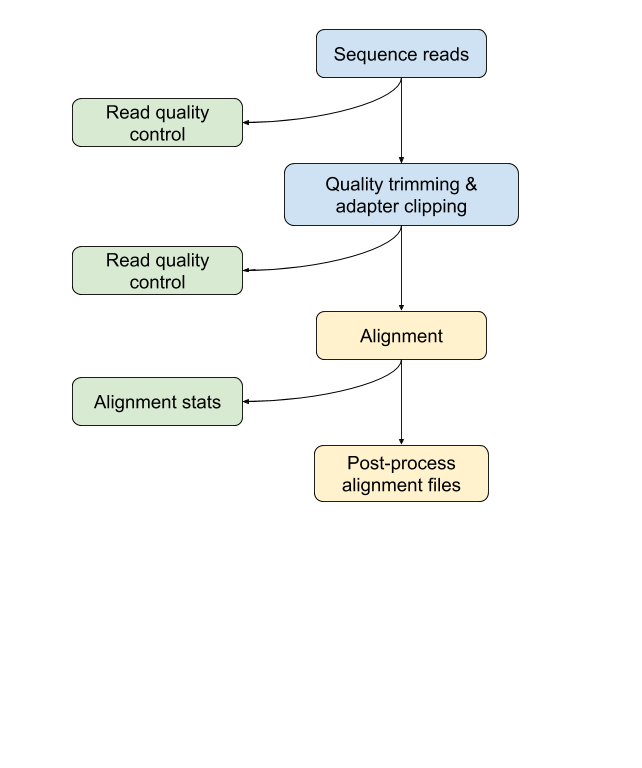 Sequence reads
Read quality
control
Quality trimming &
adapter clipping
Read quality
control
Alignment
Alignment stats
Post-process
alignment files